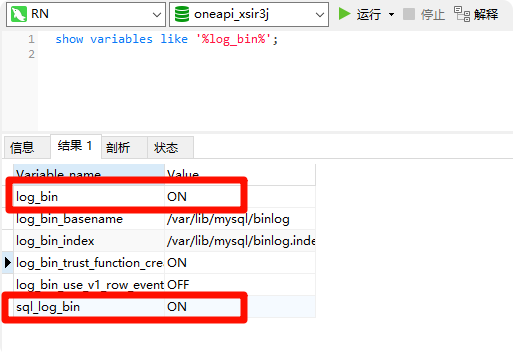 RN oneapi_xsir3j 运行 停止 解释
1 show variables like '%log_bin%';
2
信息 结果 1 剖析 状态
Variable_name Value
log_bin ON
log_bin_basename /var/lib/mysql/binlog
log_bin_index /var/lib/mysql/binlog.inde
log_bin_trust_function_crea ON
log_bin_use_v1_row_event OFF
sql_log_bin ON